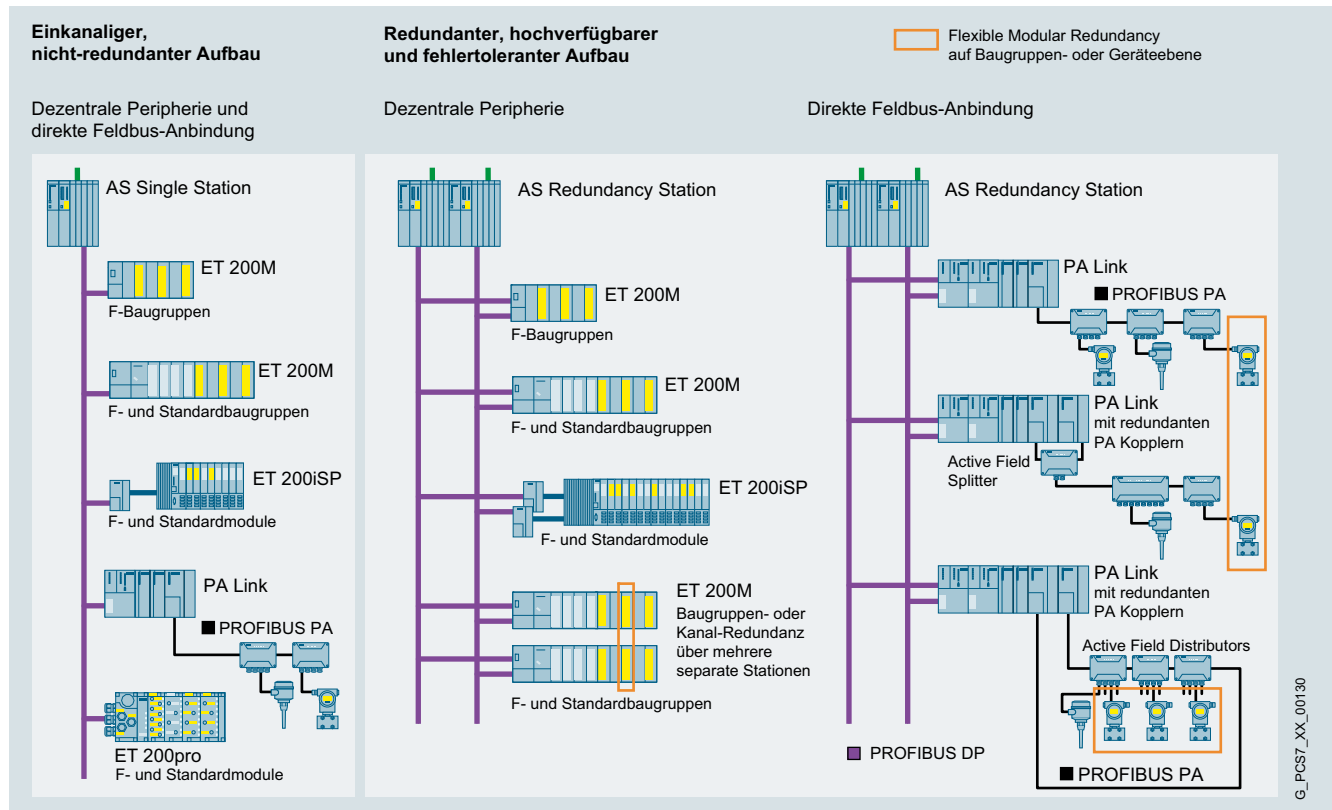 Einkanaliger,
nicht-redundanter Aufbau
Redundanter, hochverfügbarer
und fehlertoleranter Aufbau
Flexible Modular Redundancy
auf Baugruppen- oder Geräteebene
Dezentrale Peripherie und
direkte Feldbus-Anbindung
Dezentrale Peripherie
Direkte Feldbus-Anbindung
AS Single Station
ET 200M
F-Baugruppen
ET 200M
F- und Standardbaugruppen
ET 200iSP
F- und Standardmodule
PA Link
PROFIBUS PA
ET 200pro
F- und Standardmodule
AS Redundancy Station
ET 200M
F-Baugruppen
ET 200M
F- und Standardbaugruppen
ET 200iSP
F- und Standardmodule
ET 200M
Baugruppen- oder
Kanal-Redundanz
über mehrere
separate Stationen
F- und Standardbaugruppen
PROFIBUS DP
AS Redundancy Station
PA Link
PROFIBUS PA
PA Link
mit redundanten
PA Kopplern
Active Field
Splitter
PA Link
mit redundanten
PA Kopplern
Active Field Distributors
PROFIBUS PA
G_PCS7_XX_00130